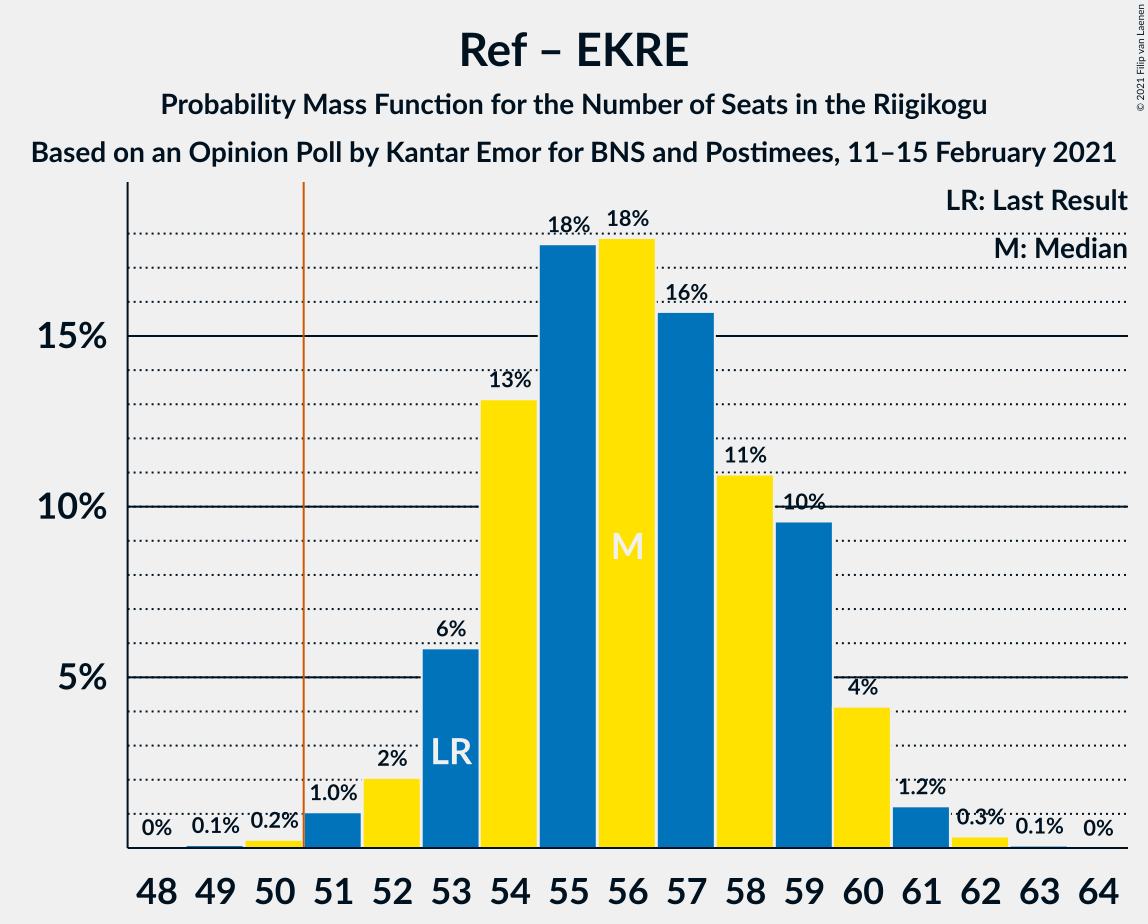 Ref – EKRE
Probability Mass Function for the Number of Seats in the Riigikogu
Based on an Opinion Poll by Kantar Emor for BNS and Postimees, 11–15 February 2021
© 2021 Filip van Laenen
LR: Last Result
M: Median
15%
10%
5%
0%
0.1%
0.2%
1.0%
2%
6%
13%
18%
18%
16%
11%
10%
4%
1.2%
0.3%
0.1%
0%
LR
M
48 49 50 51 52 53 54 55 56 57 58 59 60 61 62 63 64